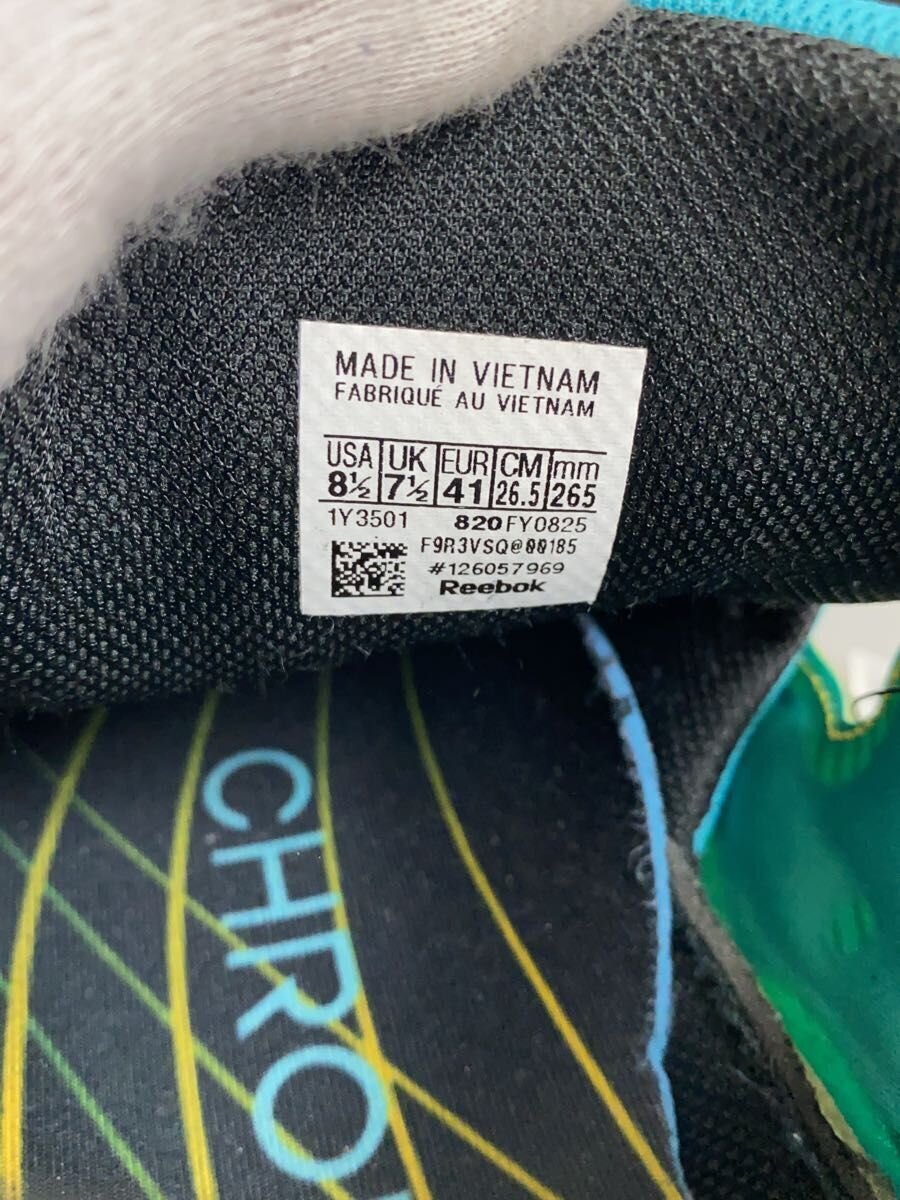 MADE IN VIETNAM
FABRIQUÉ AU VIETNAM
USA UK EUR CM mm
8½ 7½ 41 26.5 265
1Y3501 820 FY0825
F9R3VSQ@00185
#126057969
Reebok
CHRO